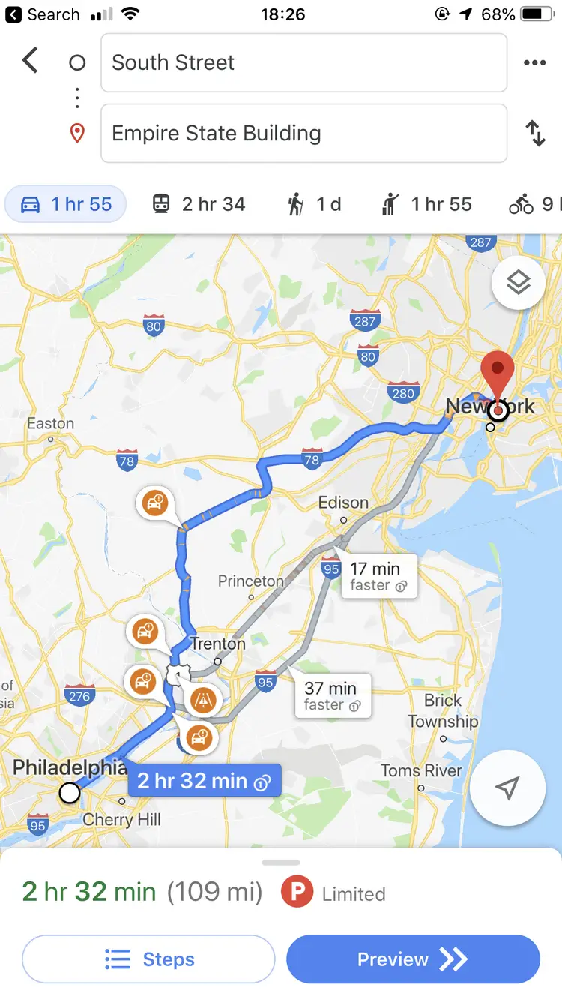 Search
18:26
68%
South Street
Empire State Building
1 hr 55
2 hr 34
1 d
1 hr 55
9
287
80
287
80
280
New York
Easton
78
78
Edison
95
17 min
faster
Princeton
Trenton
95
37 min
faster
of
sia
276
Brick
Township
Philadelphia
2 hr 32 min
Toms River
95
Cherry Hill
2 hr 32 min (109 mi)
P
Limited
Steps
Preview